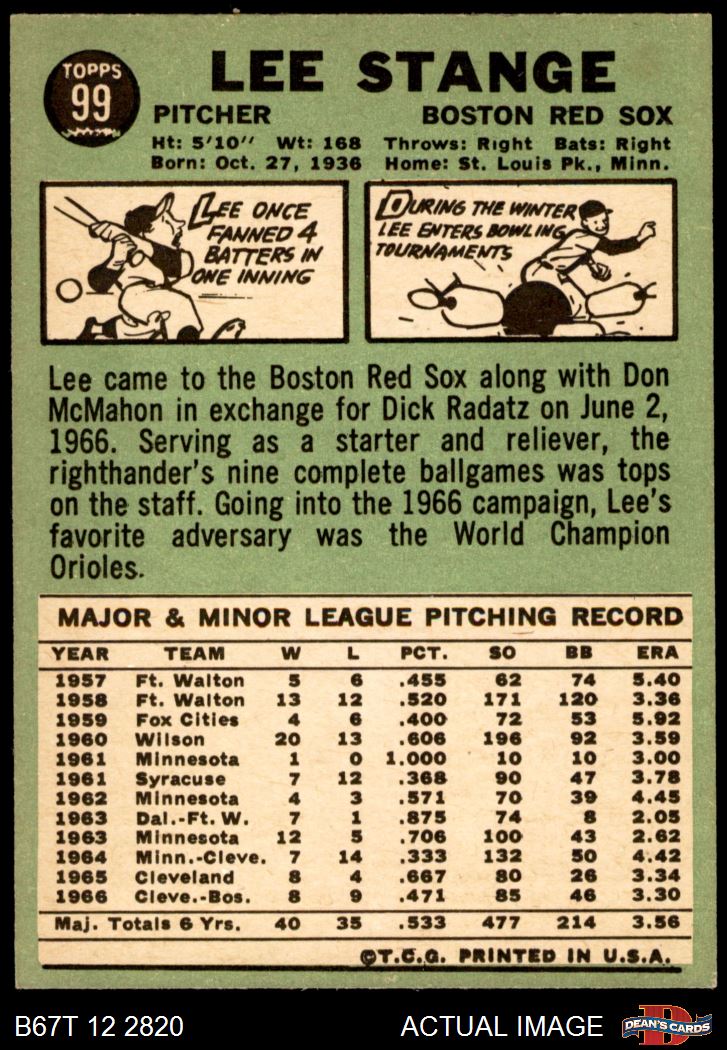 TOPPS
99
LEE STANGE
PITCHER BOSTON RED SOX
Ht: 5'10" Wt: 168 Throws: Right Bats: Right
Born: Oct. 27, 1936 Home: St. Louis Pk., Minn.
LEE ONCE
FANNED 4
BATTERS IN
ONE INNING
DURING THE WINTER
LEE ENTERS BOWLING
TOURNAMENTS
Lee came to the Boston Red Sox along with Don
McMahon in exchange for Dick Radatz on June 2,
1966. Serving as a starter and reliever, the
righthander's nine complete ballgames was tops
on the staff. Going into the 1966 campaign, Lee's
favorite adversary was the World Champion
Orioles.
MAJOR & MINOR LEAGUE PITCHING RECORD
YEAR TEAM W L PCT. SO BB ERA
1957 Ft. Walton 5 6 .455 62 74 5.40
1958 Ft. Walton 13 12 .520 171 120 3.36
1959 Fox Cities 4 6 .400 72 53 5.92
1960 Wilson 20 13 .606 196 92 3.59
1961 Minnesota 1 0 1.000 10 10 3.00
1961 Syracuse 7 12 .368 90 47 3.78
1962 Minnesota 4 3 .571 70 39 4.45
1963 Dal.-Ft. W. 7 1 .875 74 8 2.05
1963 Minnesota 12 5 .706 100 43 2.62
1964 Minn.-Cleve. 7 14 .333 132 50 4.42
1965 Cleveland 8 4 .667 80 26 3.34
1966 Cleve.-Bos. 8 9 .471 85 46 3.30
Maj. Totals 6 Yrs. 40 35 .533 477 214 3.56
©T.C.G. PRINTED IN U.S.A.
B67T 12 2820 ACTUAL IMAGE
D
DEAN'S CARDS